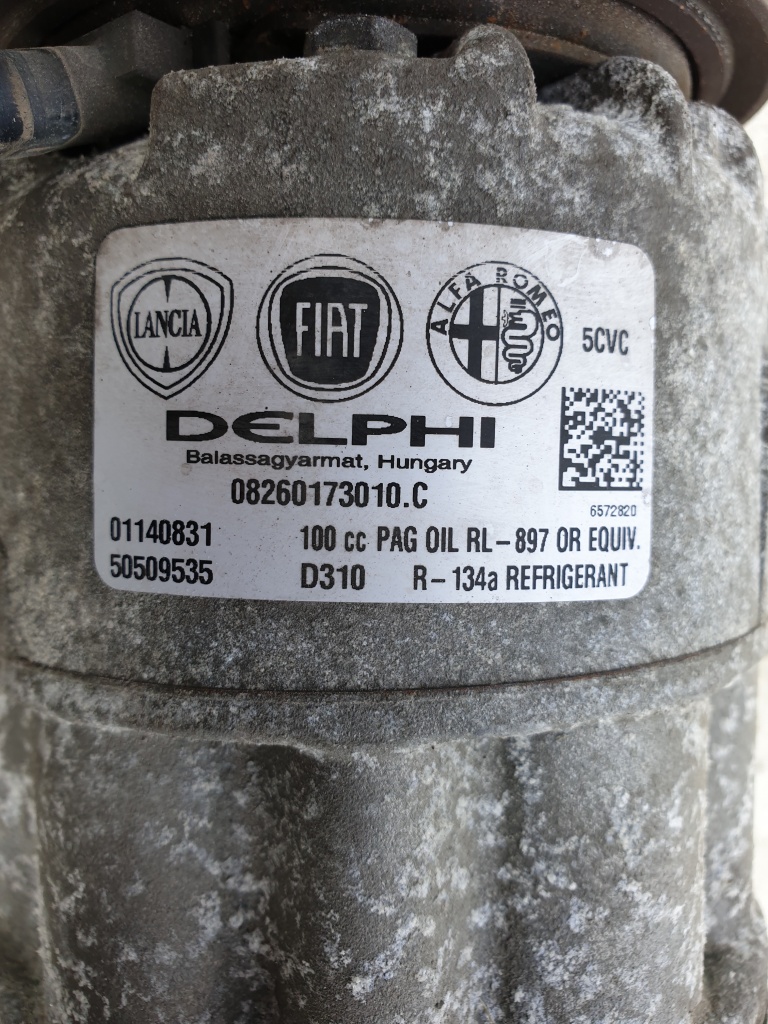 LANCIA
FIAT
ALFA ROMEO
5CVC
DELPHI
Balassagyarmat, Hungary
08260173010.C
6572820
01140831 100 cc PAG OIL RL-897 OR EQUIV.
50509535 D310 R-134a REFRIGERANT